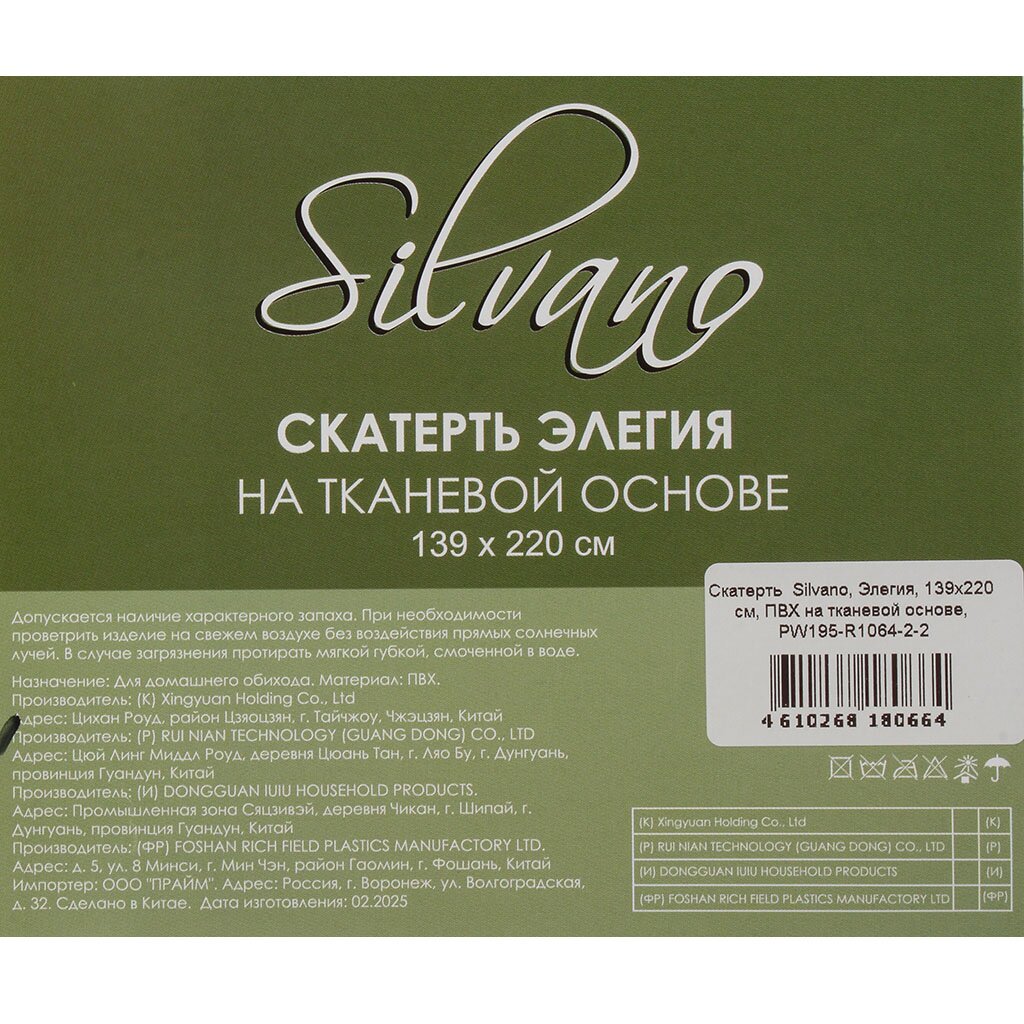 Silvano
СКАТЕРТЬ ЭЛЕГИЯ
НА ТКАНЕВОЙ ОСНОВЕ
139 x 220 см
Скатерть Silvano, Элегия, 139x220
см, ПВХ на тканевой основе,
PW195-R1064-2-2
4 610268 180664
Допускается наличие характерного запаха. При необходимости
проветрить изделие на свежем воздухе без воздействия прямых солнечных
лучей. В случае загрязнения протирать мягкой губкой, смоченной в воде.
Назначение: Для домашнего обихода. Материал: ПВХ.
Производитель: (К) Xingyuan Holding Co., Ltd
дрес: Цихан Роуд, район Цзяоцзян, г. Тайчжоу, Чжэцзян, Китай
Производитель: (Р) RUI NIAN TECHNOLOGY (GUANG DONG) CO., LTD
Адрес: Цюй Линг Миддл Роуд, деревня Цюань Тан, г. Ляо Бу, г. Дунгуань,
провинция Гуандун, Китай
Производитель: (И) DONGGUAN IUIU HOUSEHOLD PRODUCTS.
Адрес: Промышленная зона Сяцзивэй, деревня Чикан, г. Шипай, г.
Дунгуань, провинция Гуандун, Китай
Производитель: (ФР) FOSHAN RICH FIELD PLASTICS MANUFACTORY LTD.
Адрес: д. 5, ул. 8 Минси, г. Мин Чэн, район Гаомин, г. Фошань, Китай
Импортер: ООО "ПРАЙМ". Адрес: Россия, г. Воронеж, ул. Волгоградская,
д. 32. Сделано в Китае. Дата изготовления: 02.2025
(К) Xingyuan Holding Co., Ltd (К)
(Р) RUI NIAN TECHNOLOGY (GUANG DONG) CO., LTD (Р)
(И) DONGGUAN IUIU HOUSEHOLD PRODUCTS (И)
(ФР) FOSHAN RICH FIELD PLASTICS MANUFACTORY LTD (ФР)